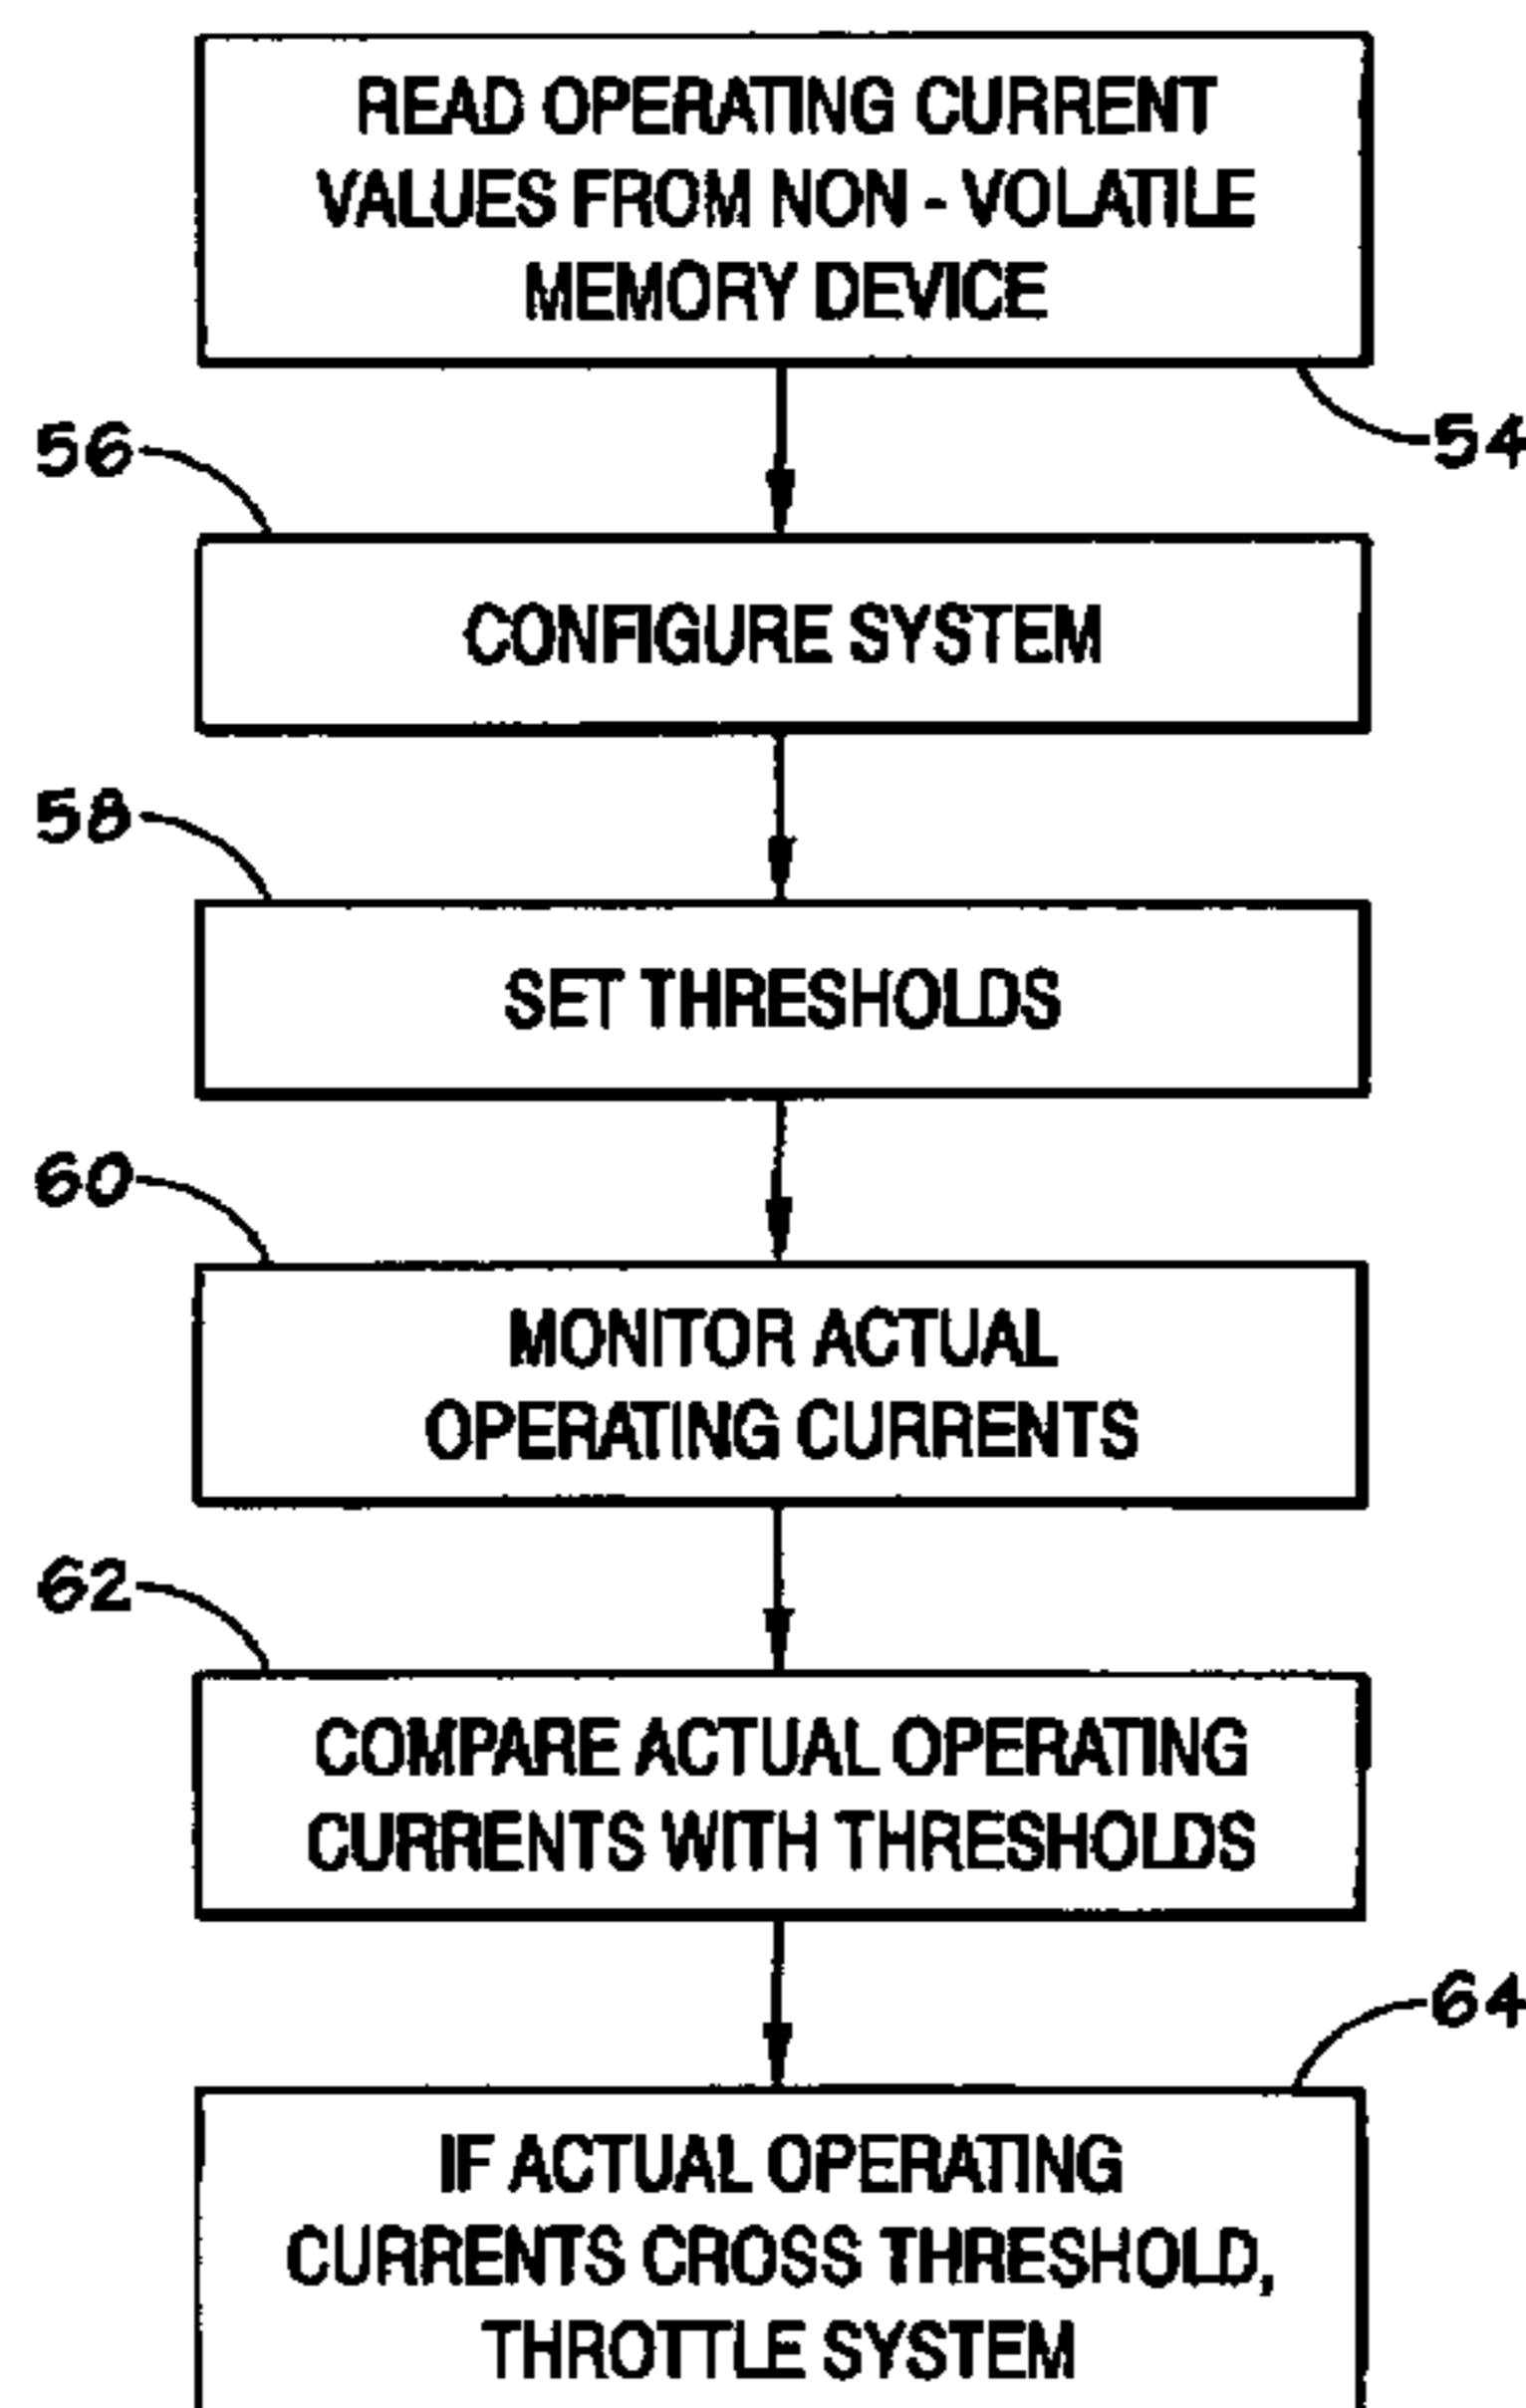 READ OPERATING CURRENT
VALUES FROM NON - VOLATILE
MEMORY DEVICE
54
56
CONFIGURE SYSTEM
58
SET THRESHOLDS
60
MONITOR ACTUAL
OPERATING CURRENTS
62
COMPARE ACTUAL OPERATING
CURRENTS WITH THRESHOLDS
64
IF ACTUAL OPERATING
CURRENTS CROSS THRESHOLD,
THROTTLE SYSTEM